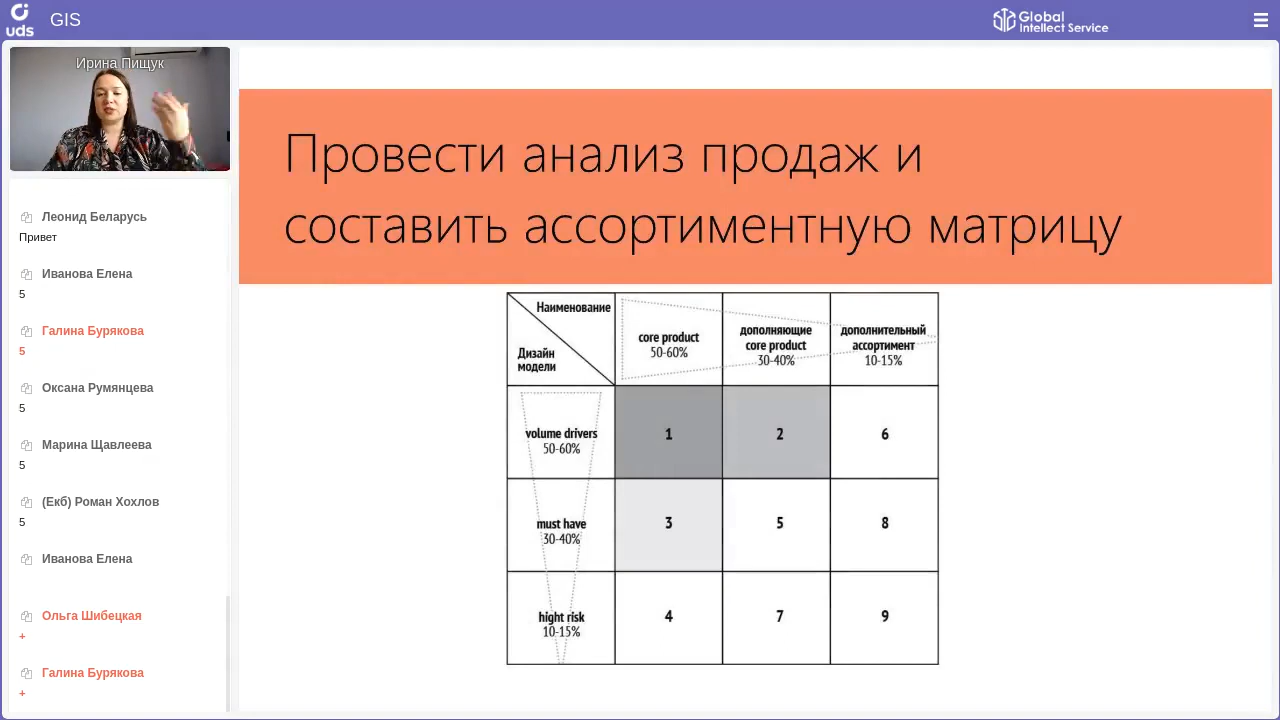 uds
GIS
Global
Intellect Service
Ирина Пищук
Леонид Беларусь
Привет
Иванова Елена
5
Галина Бурякова
5
Оксана Румянцева
5
Марина Щавлеева
5
(Екб) Роман Хохлов
5
Иванова Елена
Ольга Шибецкая
+
Галина Бурякова
+
Провести анализ продаж и
составить ассортиментную матрицу
Наименование
Дизайн
модели
core product
50-60%
дополняющие
core product
30-40%
дополнительный
ассортимент
10-15%
volume drivers
50-60%
1
2
6
must have
30-40%
3
5
8
hight risk
10-15%
4
7
9